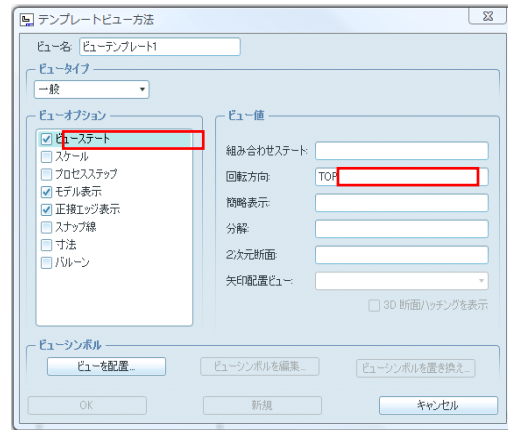 テンプレートビュー方法
ビュー名: ビューテンプレート1
ビュータイプ
一般
ビューオプション
ビューステート
スケール
プロセスステップ
モデル表示
正接エッジ表示
スナップ線
寸法
バルーン
ビュー値
組み合わせステート:
回転方向: TOP
簡略表示:
分解:
2次元断面:
矢印配置ビュー:
3D 断面ハッチングを表示
ビューシンボル
ビューを配置... ビューシンボルを編集... ビューシンボルを置き換え...
OK 新規 キャンセル